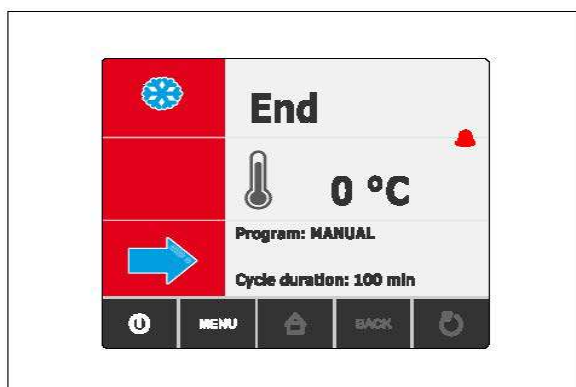 End
0 °C
Program: MANUAL
Cycle duration: 100 min
MENU
BACK